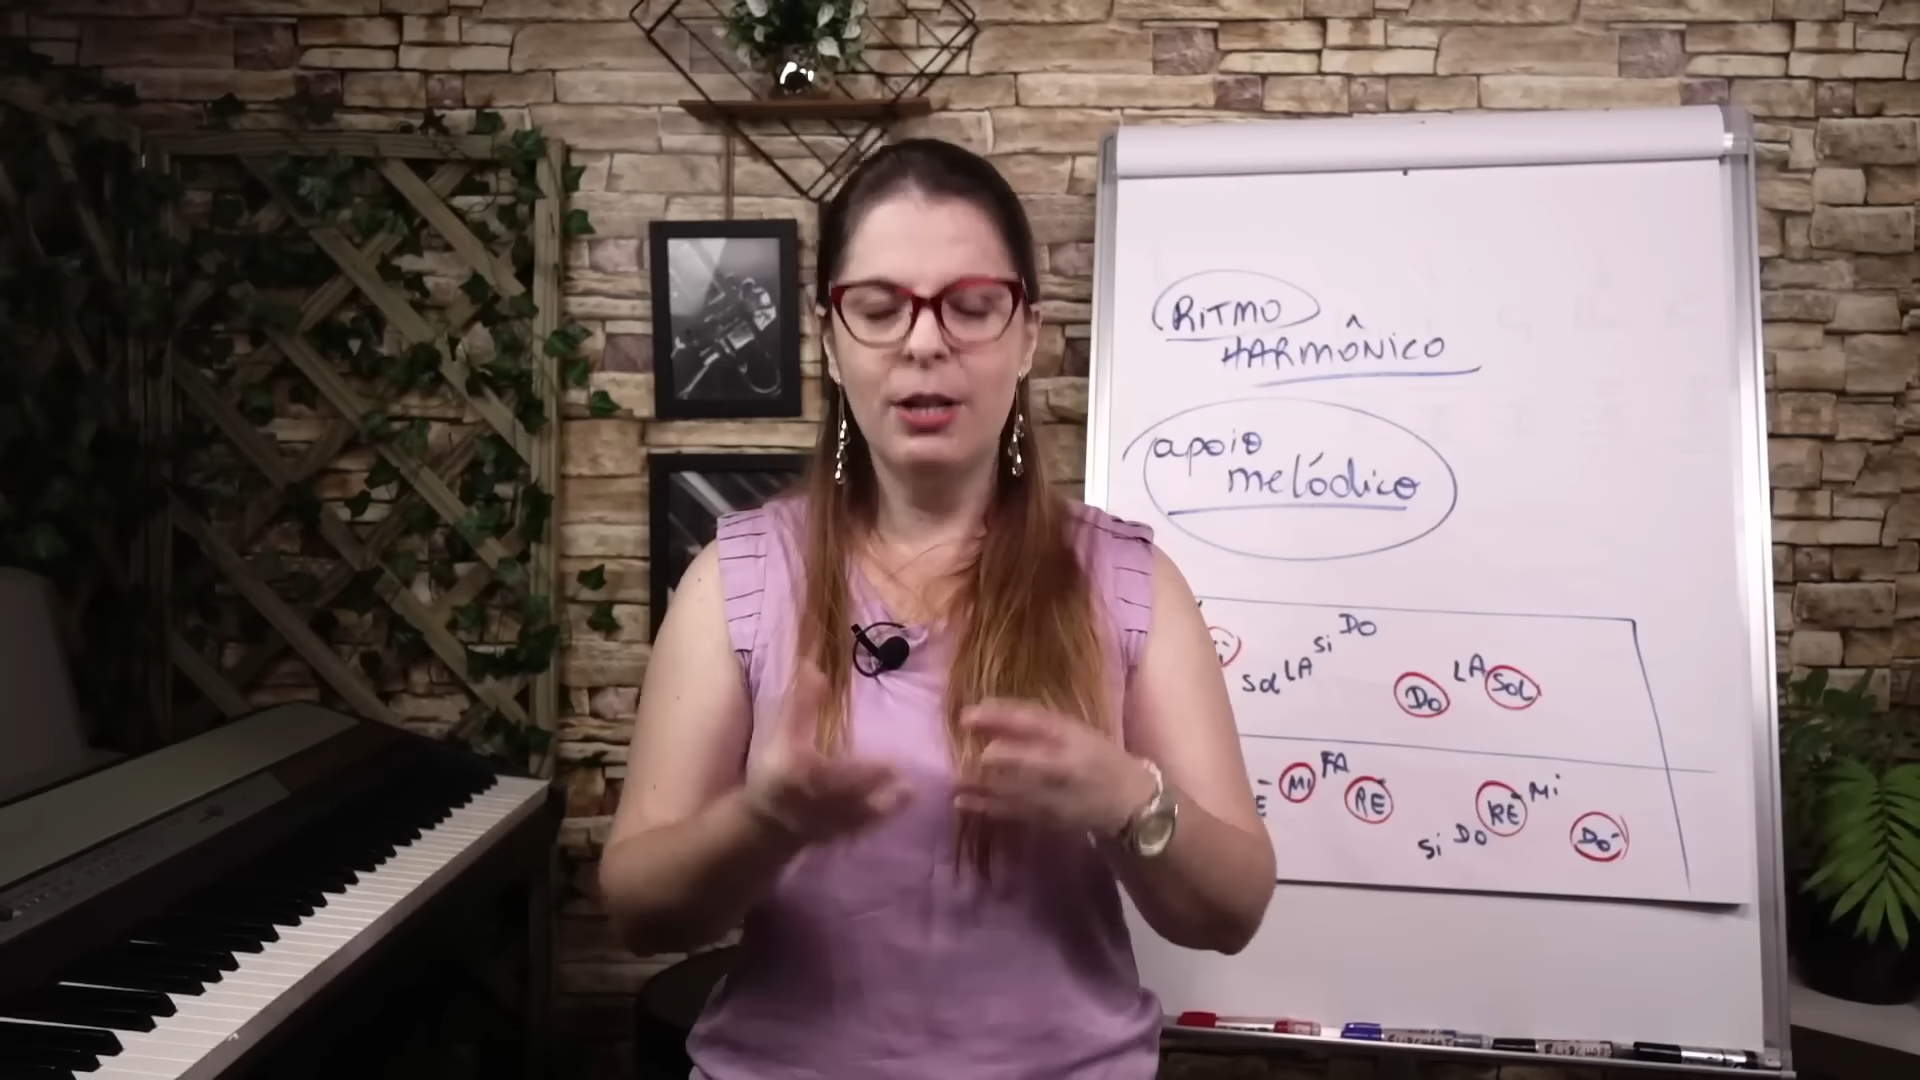 RITMO
HARMÔNICO
apoio
melódico
SOL LA Si DO
DO LA SOL
MI FA RÉ
Si DO RÉ Mi DÓ